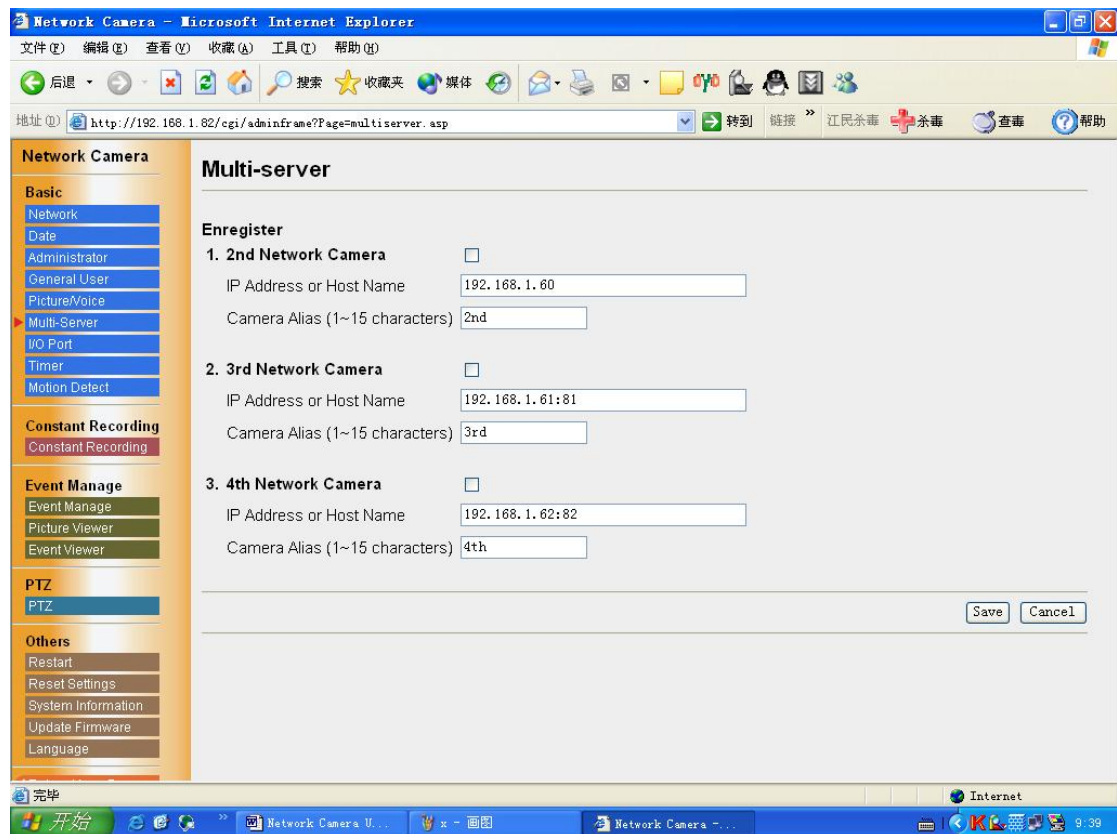 Network Camera - Microsoft Internet Explorer
文件(F) 编辑(E) 查看(V) 收藏(A) 工具(T) 帮助(H)
后退 搜索 收藏夹 媒体
地址(D) http://192.168.1.82/cgi/adminframe?Page=multiserver.asp 转到 链接 » 江民杀毒 杀毒 查毒 帮助
Network Camera
Basic
Network
Date
Administrator
General User
Picture/Voice
Multi-Server
I/O Port
Timer
Motion Detect
Constant Recording
Constant Recording
Event Manage
Event Manage
Picture Viewer
Event Viewer
PTZ
PTZ
Others
Restart
Reset Settings
System Information
Update Firmware
Language
Multi-server
Enregister
1. 2nd Network Camera
IP Address or Host Name 192.168.1.60
Camera Alias (1~15 characters) 2nd
2. 3rd Network Camera
IP Address or Host Name 192.168.1.61:81
Camera Alias (1~15 characters) 3rd
3. 4th Network Camera
IP Address or Host Name 192.168.1.62:82
Camera Alias (1~15 characters) 4th
Save Cancel
完毕 Internet
开始 » Network Camera U... x - 画图 Network Camera -... 9:39